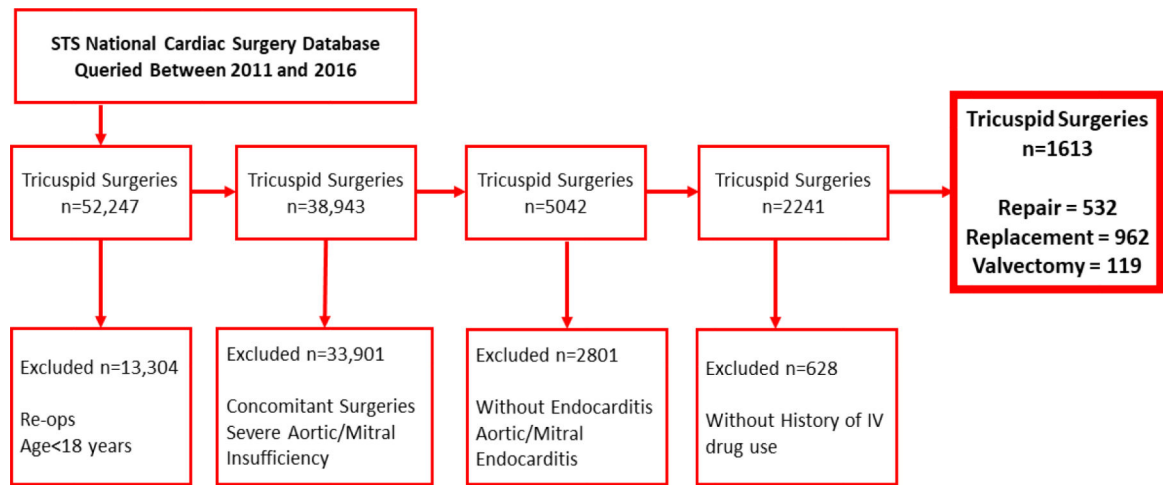 STS National Cardiac Surgery Database
Queried Between 2011 and 2016
Tricuspid Surgeries
n=52,247
Tricuspid Surgeries
n=38,943
Tricuspid Surgeries
n=5042
Tricuspid Surgeries
n=2241
Tricuspid Surgeries
n=1613
Repair = 532
Replacement = 962
Valvectomy = 119
Excluded n=13,304
Re-ops
Age<18 years
Excluded n=33,901
Concomitant Surgeries
Severe Aortic/Mitral
Insufficiency
Excluded n=2801
Without Endocarditis
Aortic/Mitral
Endocarditis
Excluded n=628
Without History of IV
drug use